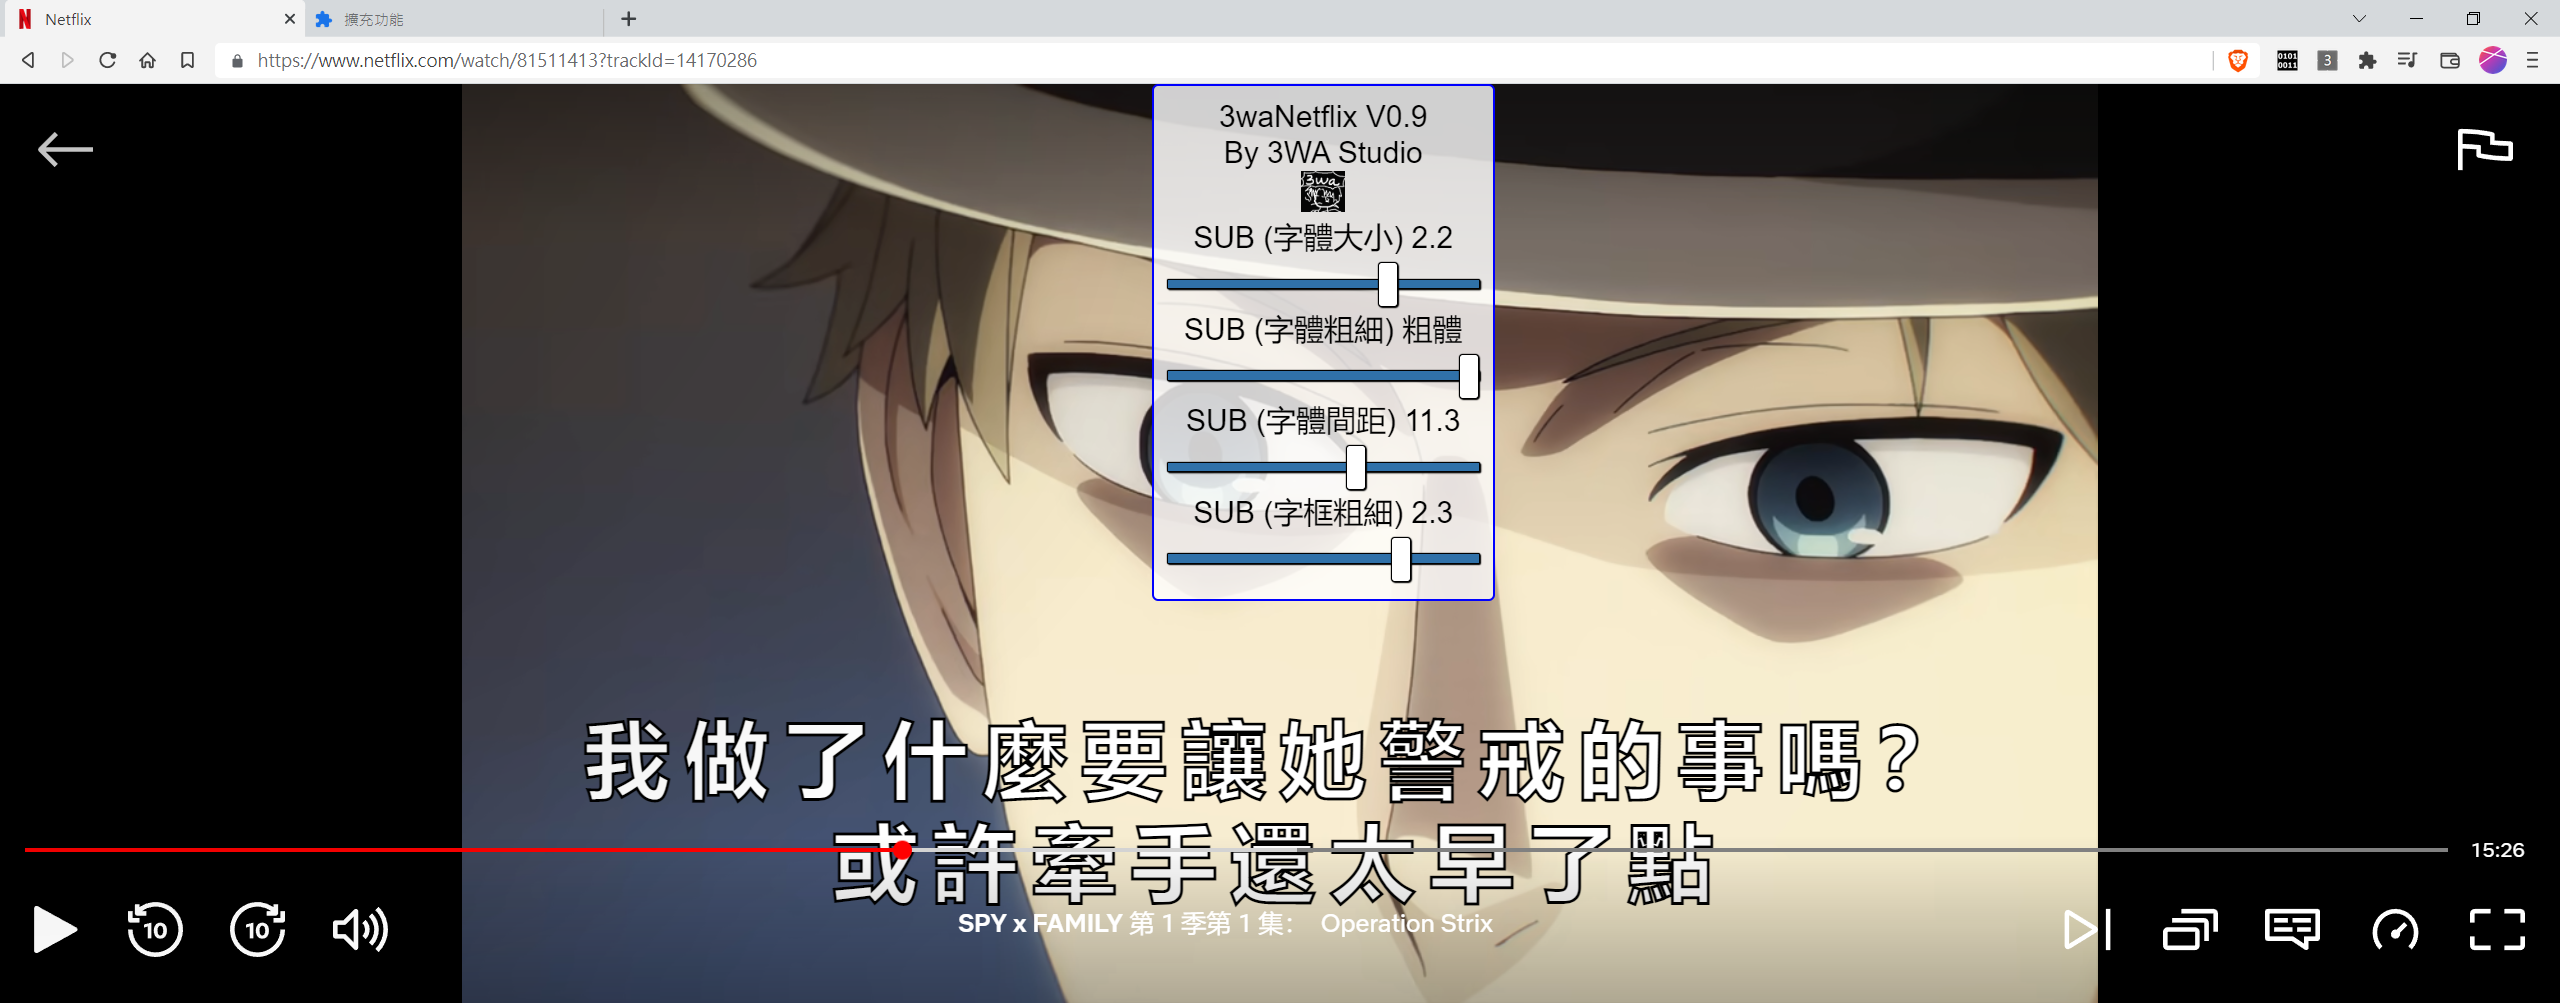 Netflix
擴充功能
https://www.netflix.com/watch/81511413?trackId=14170286
0101
0011
3
3waNetflix V0.9
By 3WA Studio
3wa
SUB (字體大小) 2.2
SUB (字體粗細) 粗體
SUB (字體間距) 11.3
SUB (字框粗細) 2.3
我做了什麼要讓她警戒的事嗎？
或許牽手還太早了點
15:26
10
10
SPY x FAMILY 第 1 季第 1 集： Operation Strix